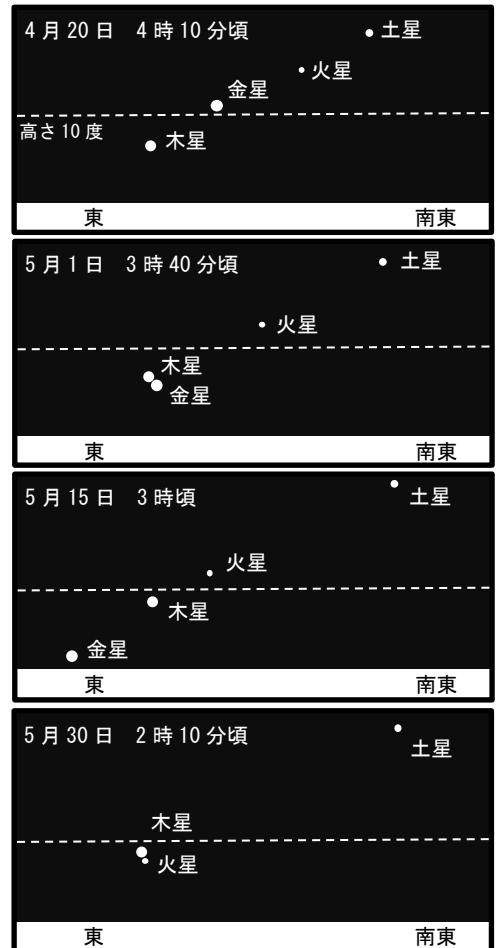 4月20日 4時10分頃
土星
火星
金星
高さ10度
木星
東 南東
5月1日 3時40分頃
土星
火星
木星
金星
東 南東
5月15日 3時頃
土星
火星
木星
金星
東 南東
5月30日 2時10分頃
土星
木星
火星
東 南東